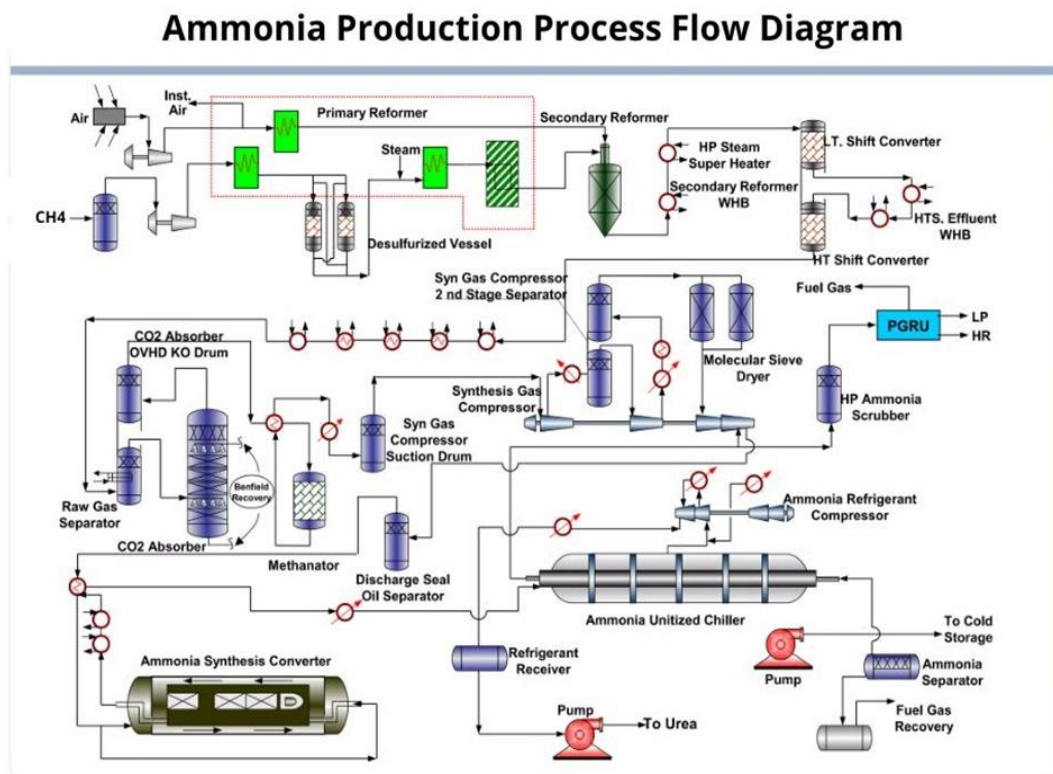 Ammonia Production Process Flow Diagram
Inst.
Air
Air
Primary Reformer
Secondary Reformer
Steam
HP Steam
Super Heater
LT. Shift Converter
CH4
Secondary Reformer
WHB
HTS. Effluent
WHB
Desulfurized Vessel
HT Shift Converter
Syn Gas Compressor
2 nd Stage Separator
Fuel Gas
PGRU
LP
HR
CO2 Absorber
OVHD KO Drum
Molecular Sieve
Dryer
Synthesis Gas
Compressor
HP Ammonia
Scrubber
Syn Gas
Compressor
Suction Drum
Raw Gas
Separator
Benfield
Recovery
Ammonia Refrigerant
Compressor
CO2 Absorber
Methanator
Discharge Seal
Oil Separator
Ammonia Unitized Chiller
To Cold
Storage
Ammonia Synthesis Converter
Refrigerant
Receiver
Pump
Ammonia
Separator
Pump
To Urea
Fuel Gas
Recovery
D